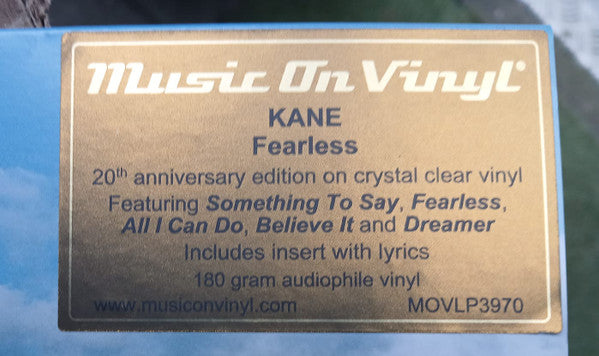 Music On Vinyl®
KANE
Fearless
20th anniversary edition on crystal clear vinyl
Featuring Something To Say, Fearless,
All I Can Do, Believe It and Dreamer
Includes insert with lyrics
180 gram audiophile vinyl
www.musiconvinyl.com MOVLP3970